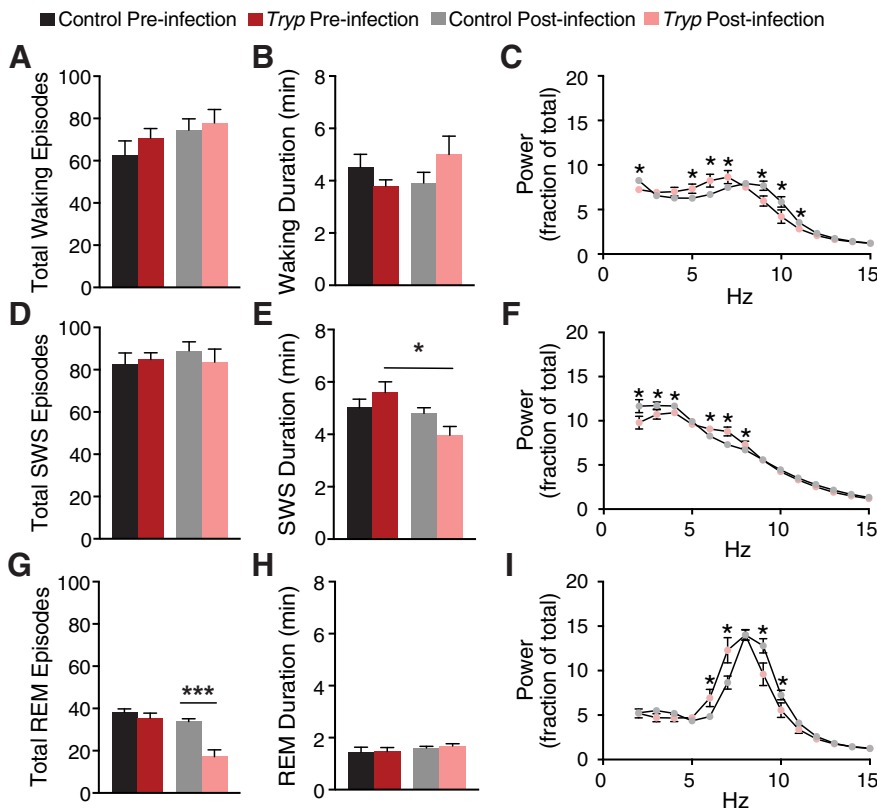 Control Pre-infection Tryp Pre-infection Control Post-infection Tryp Post-infection
A
Total Waking Episodes
100
80
60
40
20
0
B
Waking Duration (min)
8
6
4
2
0
C
Power
(fraction of total)
20
15
10
5
0
* * * * * * *
0 5 10 15
Hz
D
Total SWS Episodes
100
80
60
40
20
0
E
SWS Duration (min)
8
6
4
2
0
*
F
Power
(fraction of total)
20
15
10
5
0
* * * * * *
0 5 10 15
Hz
G
Total REM Episodes
100
80
60
40
20
0
***
H
REM Duration (min)
8
6
4
2
0
I
Power
(fraction of total)
20
15
10
5
0
* * * *
0 5 10 15
Hz